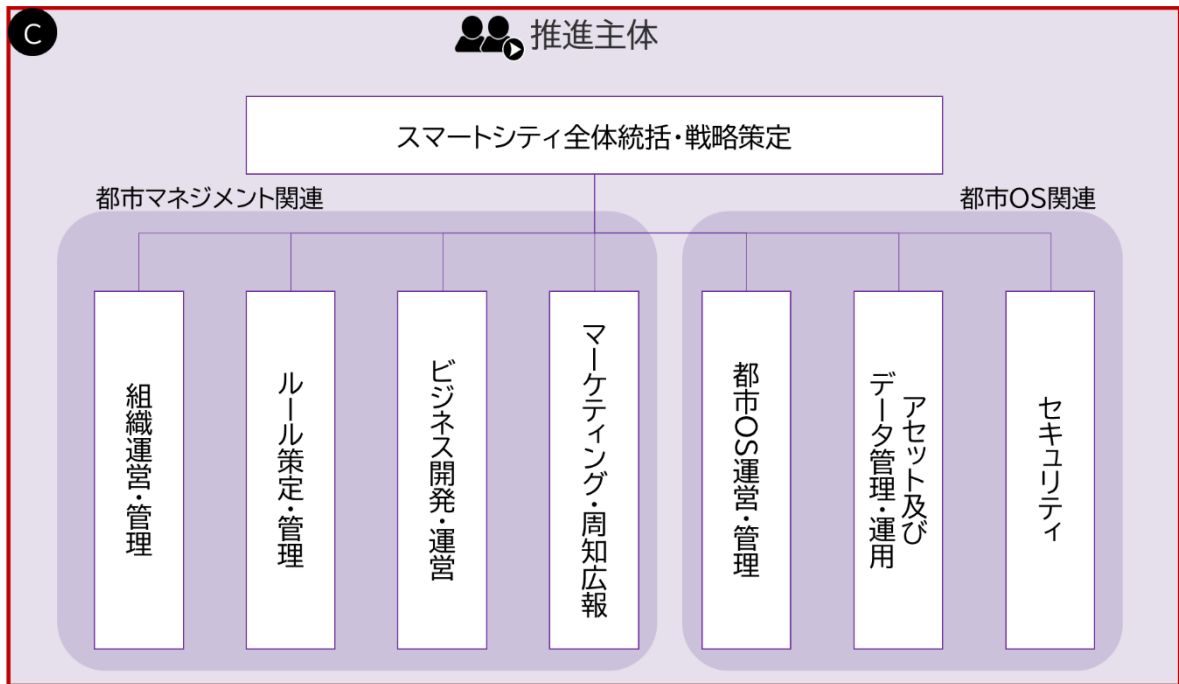 C
推進主体
スマートシティ全体統括・戦略策定
都市マネジメント関連
都市OS関連
組織運営・管理
ルール策定・管理
ビジネス開発・運営
マーケティング・周知広報
都市OS運営・管理
アセット及び
データ管理・運用
セキュリティ